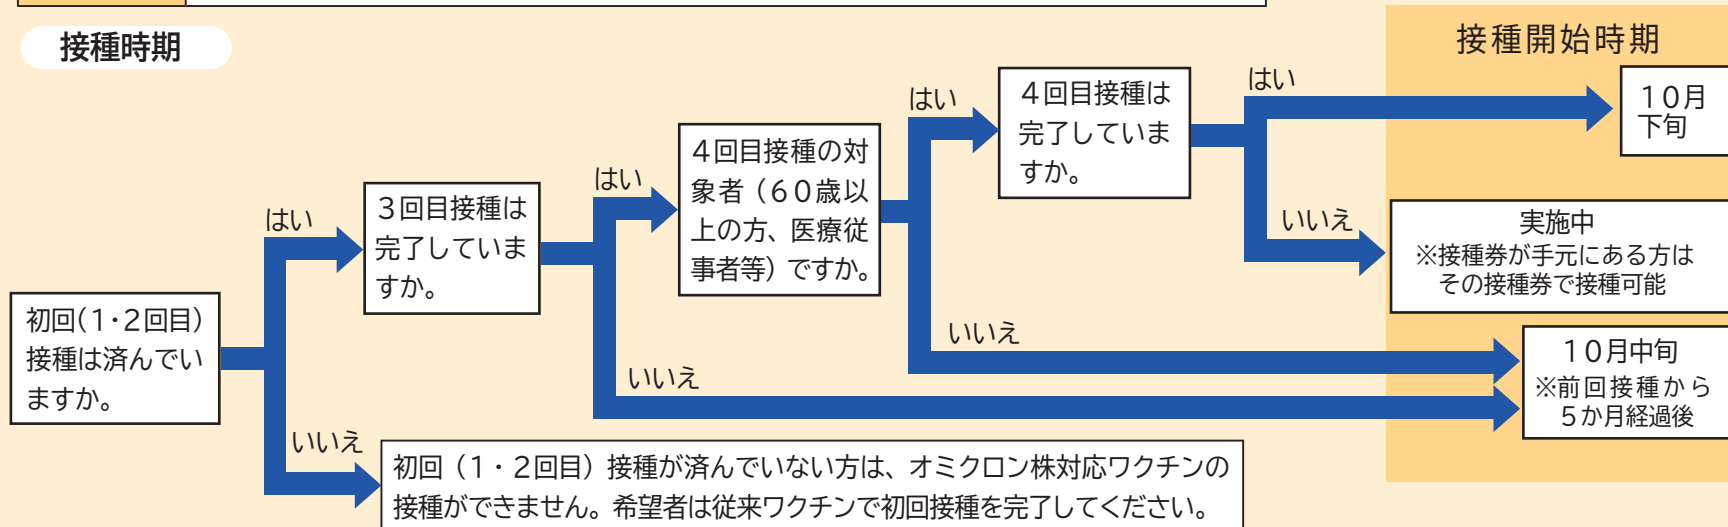 接種時期
接種開始時期
初回(1・2回目)
接種は済んでい
ますか。
はい
いいえ
3回目接種は
完了していま
すか。
はい
いいえ
4回目接種の対
象者(60歳以
上の方、医療従
事者等)ですか。
はい
いいえ
4回目接種は
完了していま
すか。
はい
いいえ
10月
下旬
実施中
※接種券が手元にある方は
その接種券で接種可能
10月中旬
※前回接種から
5か月経過後
初回(1・2回目)接種が済んでいない方は、オミクロン株対応ワクチンの
接種ができません。希望者は従来ワクチンで初回接種を完了してください。